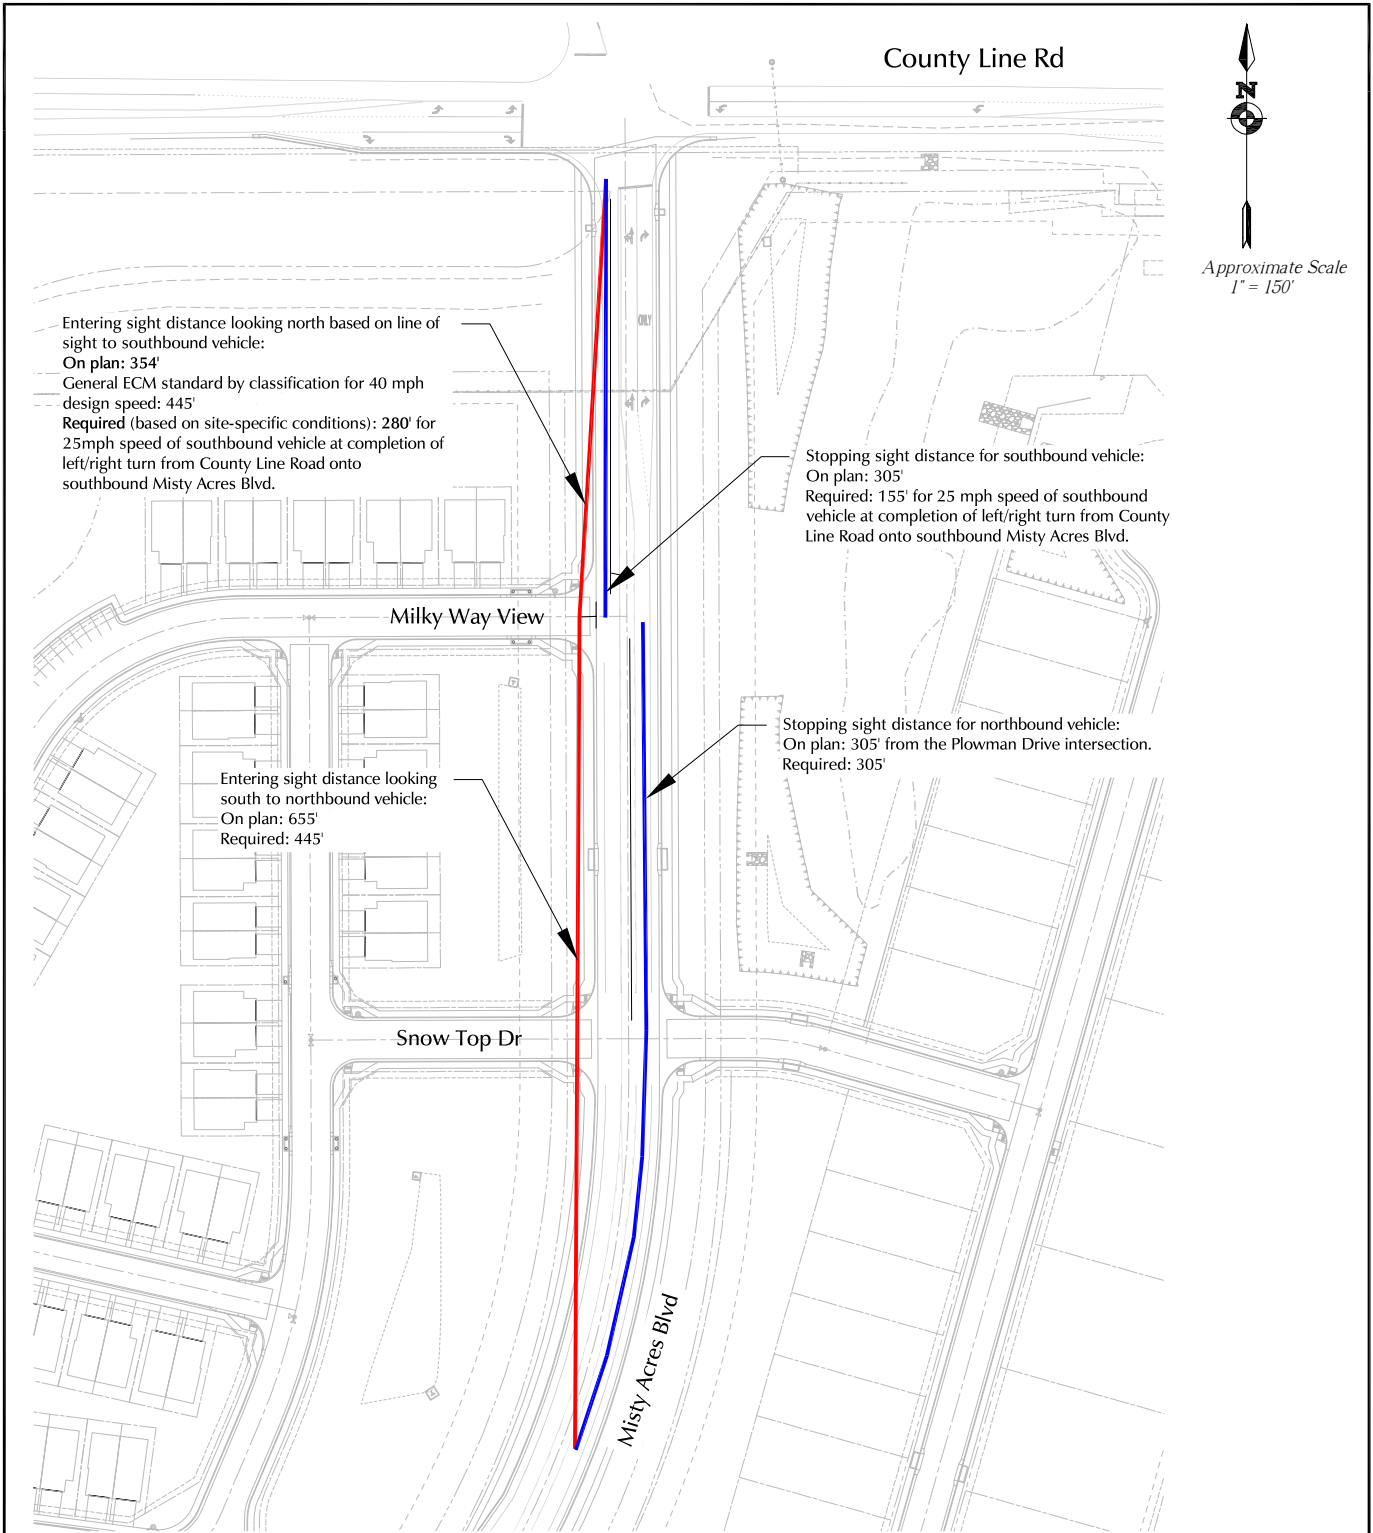 County Line Rd
N
Approximate Scale
1" = 150'
Entering sight distance looking north based on line of
sight to southbound vehicle:
On plan: 354'
General ECM standard by classification for 40 mph
design speed: 445'
Required (based on site-specific conditions): 280' for
25mph speed of southbound vehicle at completion of
left/right turn from County Line Road onto
southbound Misty Acres Blvd.
ONLY
Stopping sight distance for southbound vehicle:
On plan: 305'
Required: 155' for 25 mph speed of southbound
vehicle at completion of left/right turn from County
Line Road onto southbound Misty Acres Blvd.
Milky Way View
Stopping sight distance for northbound vehicle:
On plan: 305' from the Plowman Drive intersection.
Required: 305'
Entering sight distance looking
south to northbound vehicle:
On plan: 655'
Required: 445'
Snow Top Dr
Misty Acres Blvd